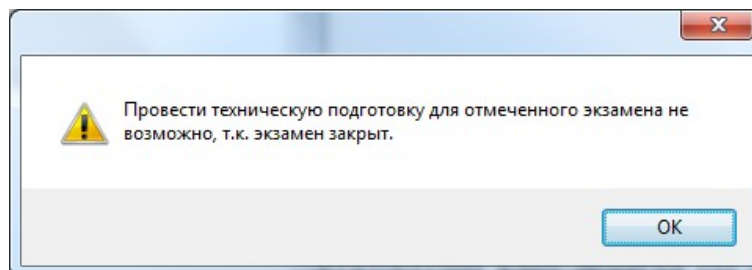 Провести техническую подготовку для отмеченного экзамена не
возможно, т.к. экзамен закрыт.
OK